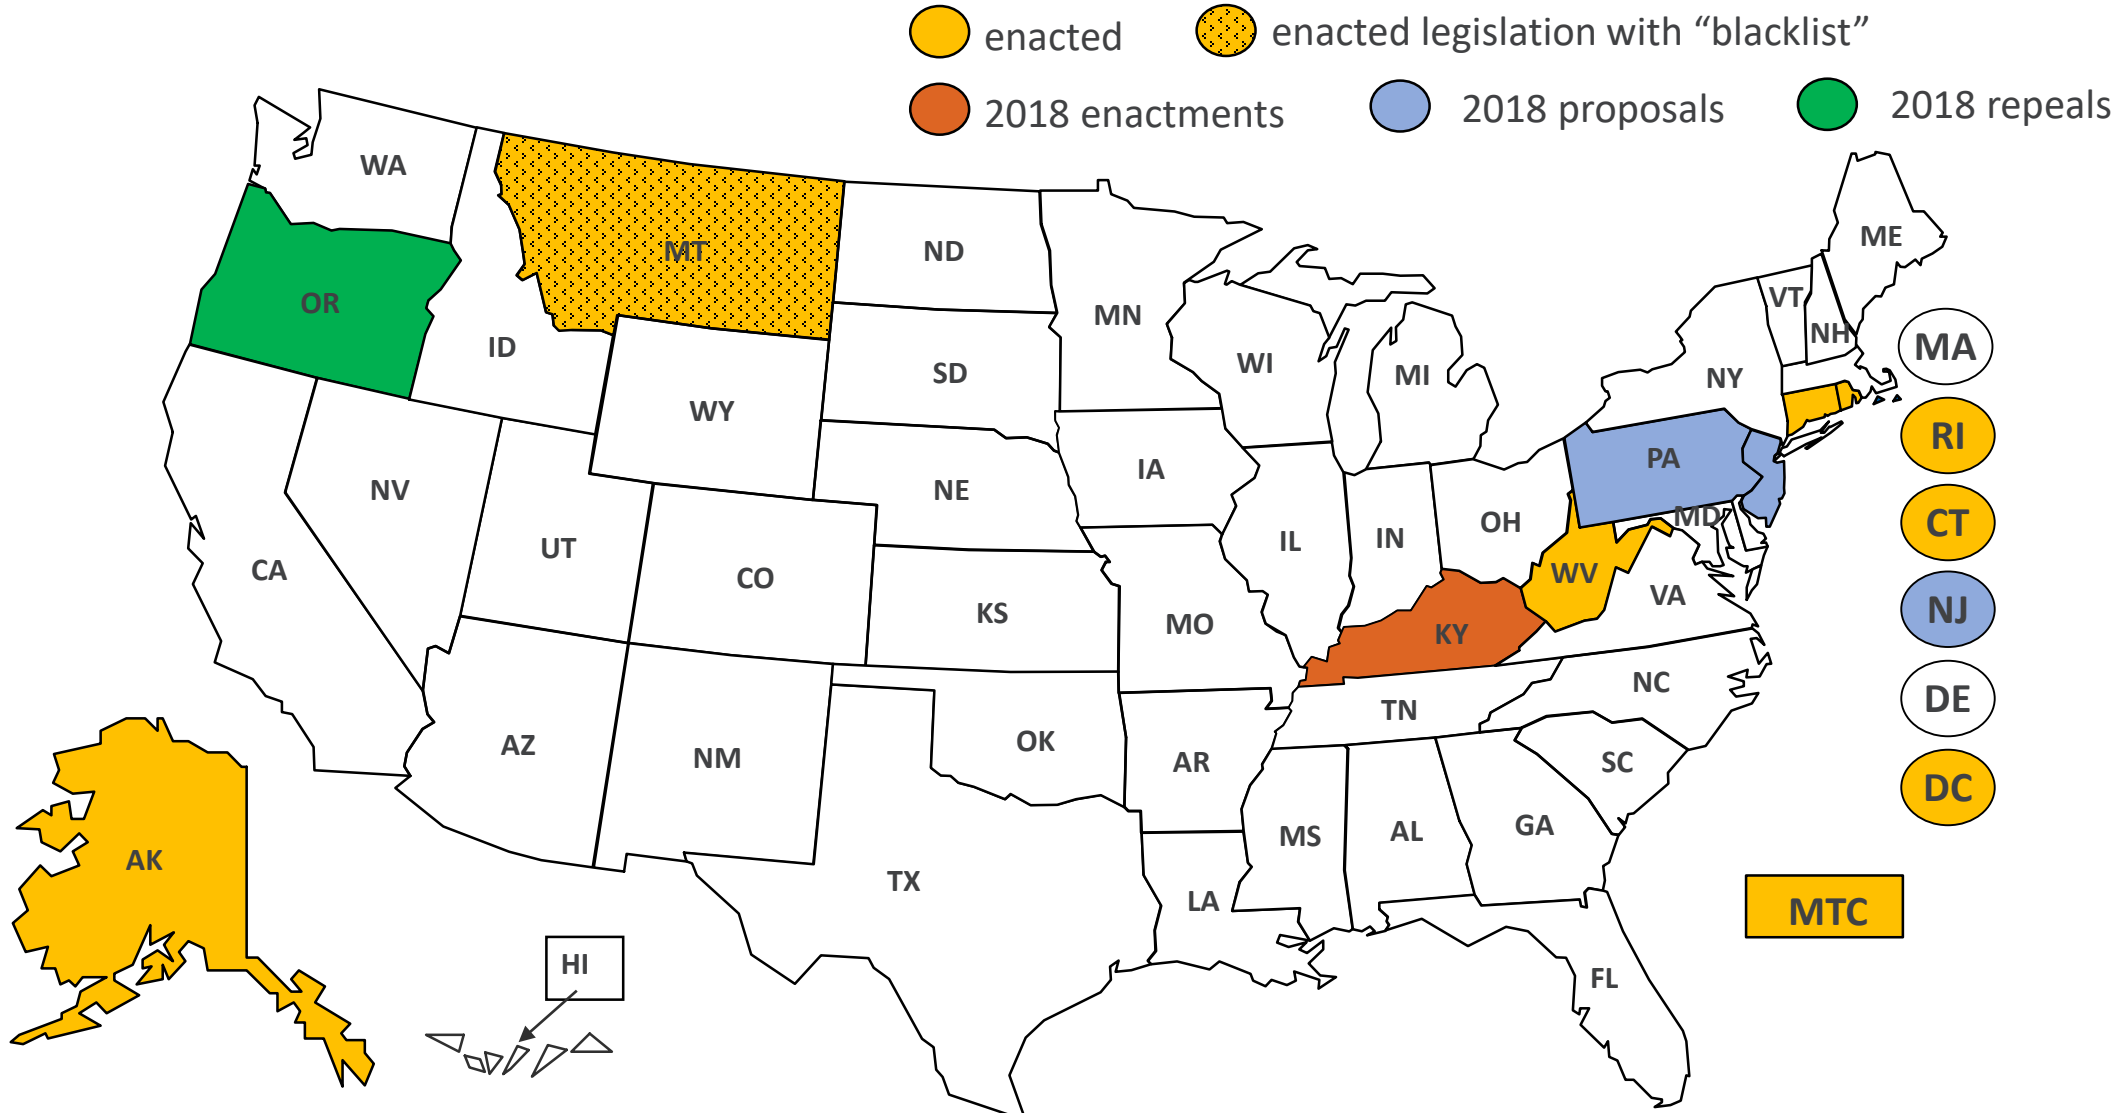 enacted
enacted legislation with “blacklist”
2018 enactments
2018 proposals
2018 repeals
WA
OR
MT
ID
ND
MN
SD
WY
WI
MI
ME
VT
NH
NY
MA
RI
CT
NJ
DE
DC
PA
MD
NV
CA
UT
CO
NE
IA
KS
MO
IL
IN
OH
WV
VA
KY
TN
NC
SC
AZ
NM
OK
AR
TX
LA
MS
AL
GA
FL
AK
HI
MTC